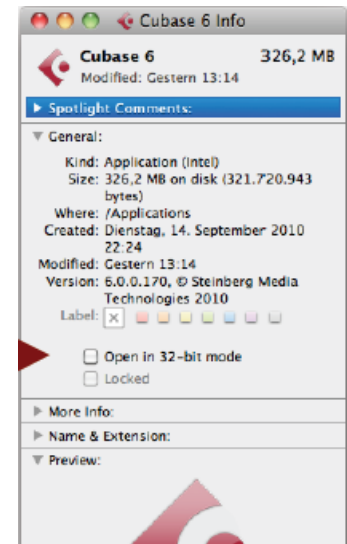 Cubase 6 Info
Cubase 6 326,2 MB
Modified: Gestern 13:14
Spotlight Comments:
General:
Kind: Application (Intel)
Size: 326,2 MB on disk (321.720.943
bytes)
Where: /Applications
Created: Dienstag, 14. September 2010
22:24
Modified: Gestern 13:14
Version: 6.0.0.170, © Steinberg Media
Technologies 2010
Label:
Open in 32-bit mode
Locked
More Info:
Name & Extension:
Preview: